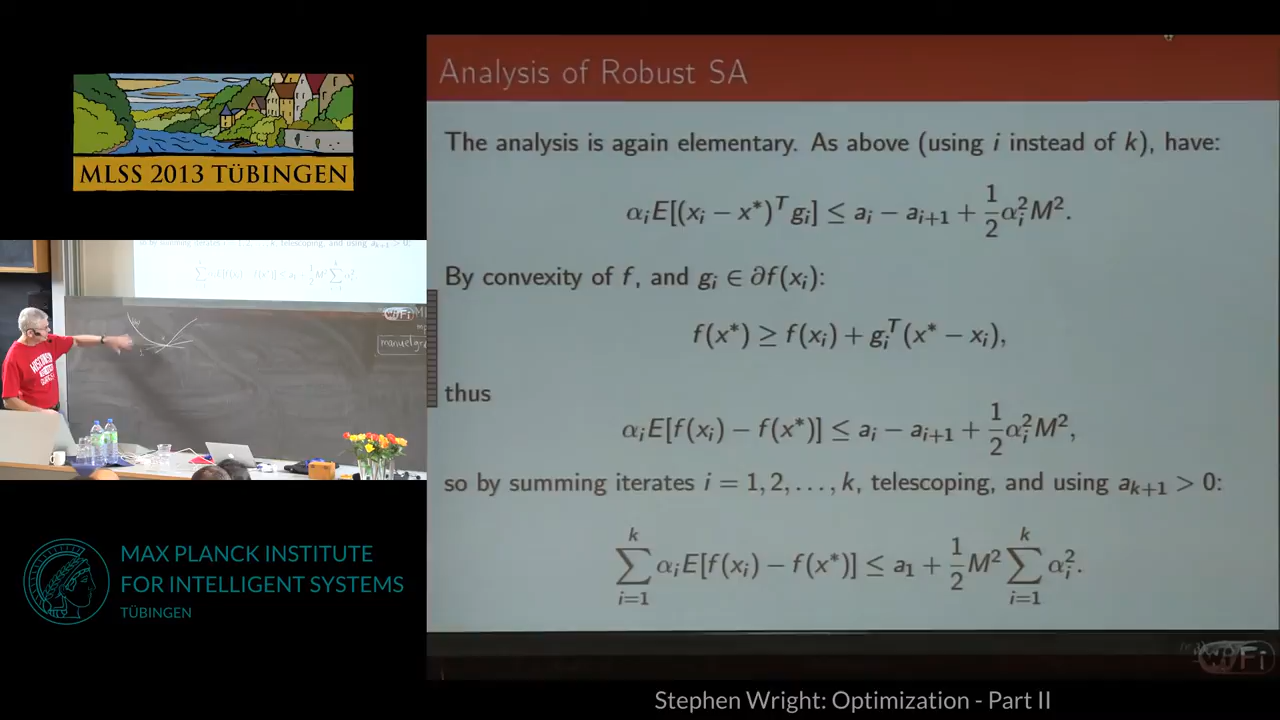 MLSS 2013 TÜBINGEN
Analysis of Robust SA
The analysis is again elementary. As above (using i instead of k), have:
α_i E[(x_i − x*)^T g_i] ≤ a_i − a_{i+1} + 1/2 α_i^2 M^2.
By convexity of f, and g_i ∈ ∂f(x_i):
f(x*) ≥ f(x_i) + g_i^T (x* − x_i),
thus
α_i E[f(x_i) − f(x*)] ≤ a_i − a_{i+1} + 1/2 α_i^2 M^2,
so by summing iterates i = 1, 2, . . . , k, telescoping, and using a_{k+1} > 0:
∑_{i=1}^{k} α_i E[f(x_i) − f(x*)] ≤ a_1 + 1/2 M^2 ∑_{i=1}^{k} α_i^2.
WiFi
WISCONSIN
MAX PLANCK INSTITUTE
FOR INTELLIGENT SYSTEMS
TÜBINGEN
Stephen Wright: Optimization - Part II